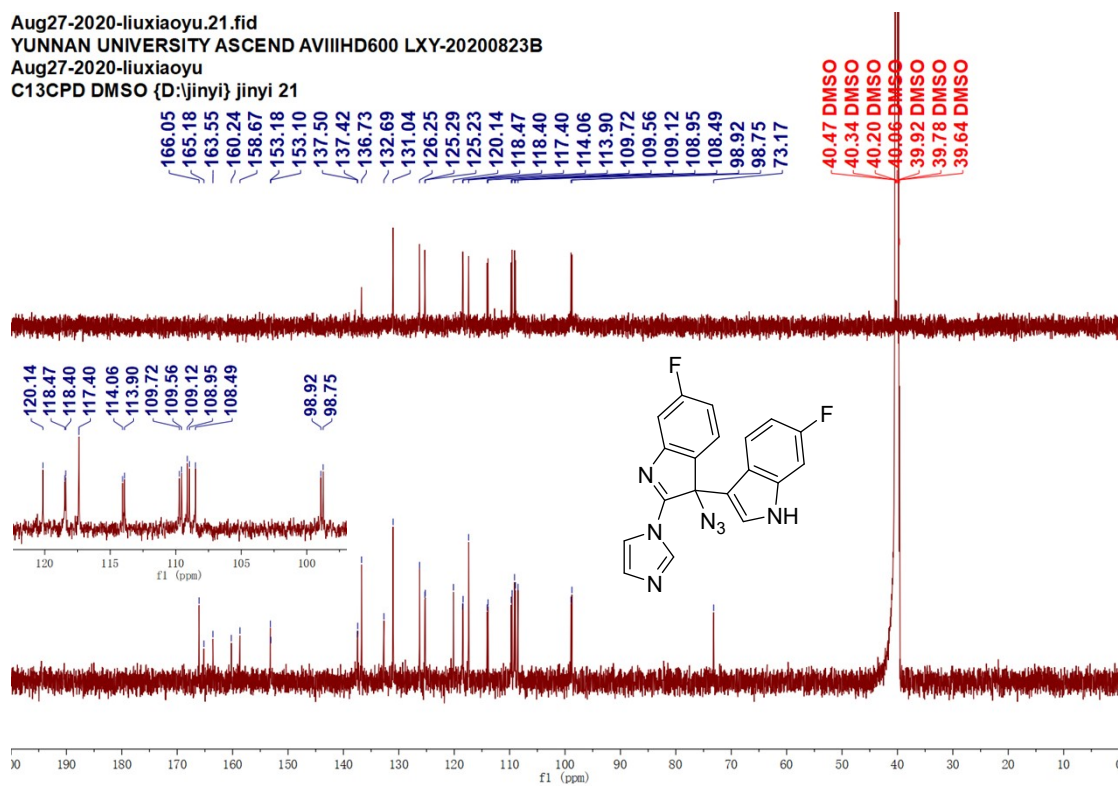 Aug27-2020-liuxiaoyu.21.fid
YUNNAN UNIVERSITY ASCEND AVIIIHD600 LXY-20200823B
Aug27-2020-liuxiaoyu
C13CPD DMSO {D:\jinyi} jinyi 21
166.05
165.18
163.55
160.24
158.67
153.18
153.10
137.50
137.42
136.73
132.69
131.04
126.25
125.29
125.23
120.14
118.47
118.40
117.40
114.06
113.90
109.72
109.56
109.12
108.95
108.49
98.92
98.75
73.17
40.47 DMSO
40.34 DMSO
40.20 DMSO
40.06 DMSO
39.92 DMSO
39.78 DMSO
39.64 DMSO
120.14
118.47
118.40
117.40
114.06
113.90
109.72
109.56
109.12
108.95
108.49
98.92
98.75
120 115 110 105 100
f1 (ppm)
F
F
N
N3
NH
N
N
00 190 180 170 160 150 140 130 120 110 100 90 80 70 60 50 40 30 20 10 0
f1 (ppm)